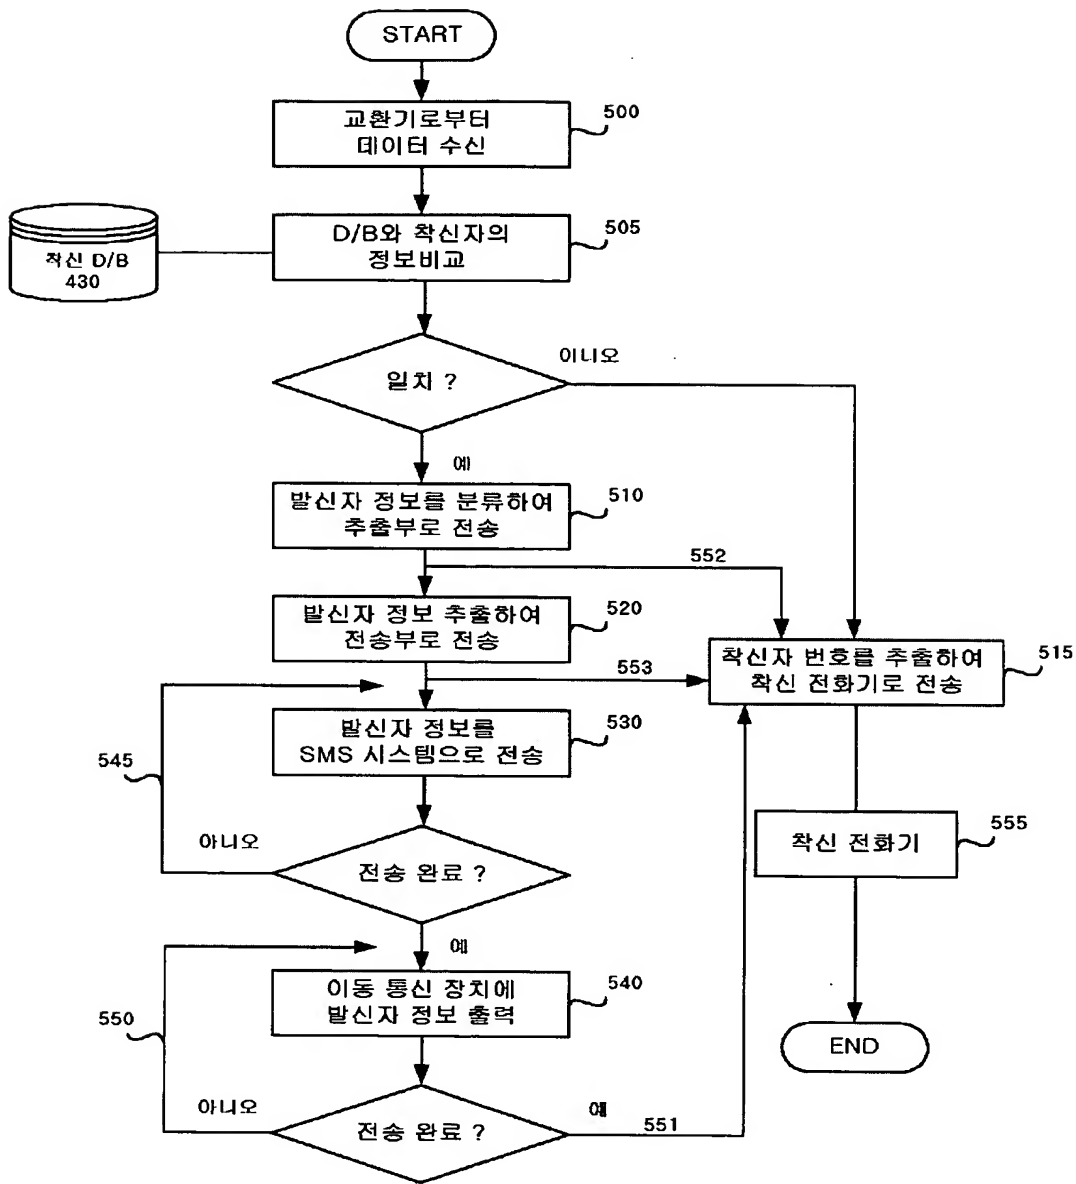 START
교환기로부터
데이터 수신
500
D/B와 착신자의
정보비교
505
착신 D/B
430
일치 ?
아니오
예
발신자 정보를 분류하여
추출부로 전송
510
552
발신자 정보 추출하여
전송부로 전송
520
착신자 번호를 추출하여
착신 전화기로 전송
515
553
발신자 정보를
SMS 시스템으로 전송
530
545
착신 전화기
555
아니오
전송 완료 ?
예
이동 통신 장치에
발신자 정보 출력
540
550
END
아니오
전송 완료 ?
예
551